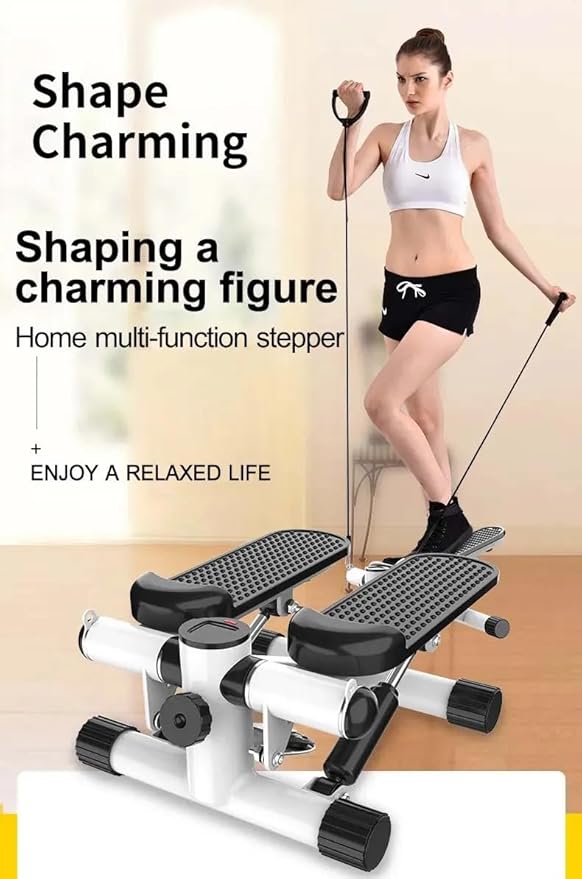 Shape
Charming
Shaping a
charming figure
Home multi-function stepper
+
ENJOY A RELAXED LIFE